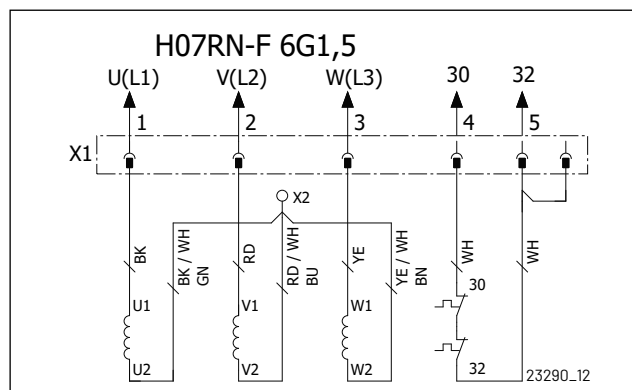 H07RN-F 6G1,5
U(L1) V(L2) W(L3) 30 32
1 2 3 4 5
X1
X2
BK BK / WH GN RD RD / WH BU YE YE / WH BN WH WH
U1 V1 W1 30
U2 V2 W2 32
23290_12